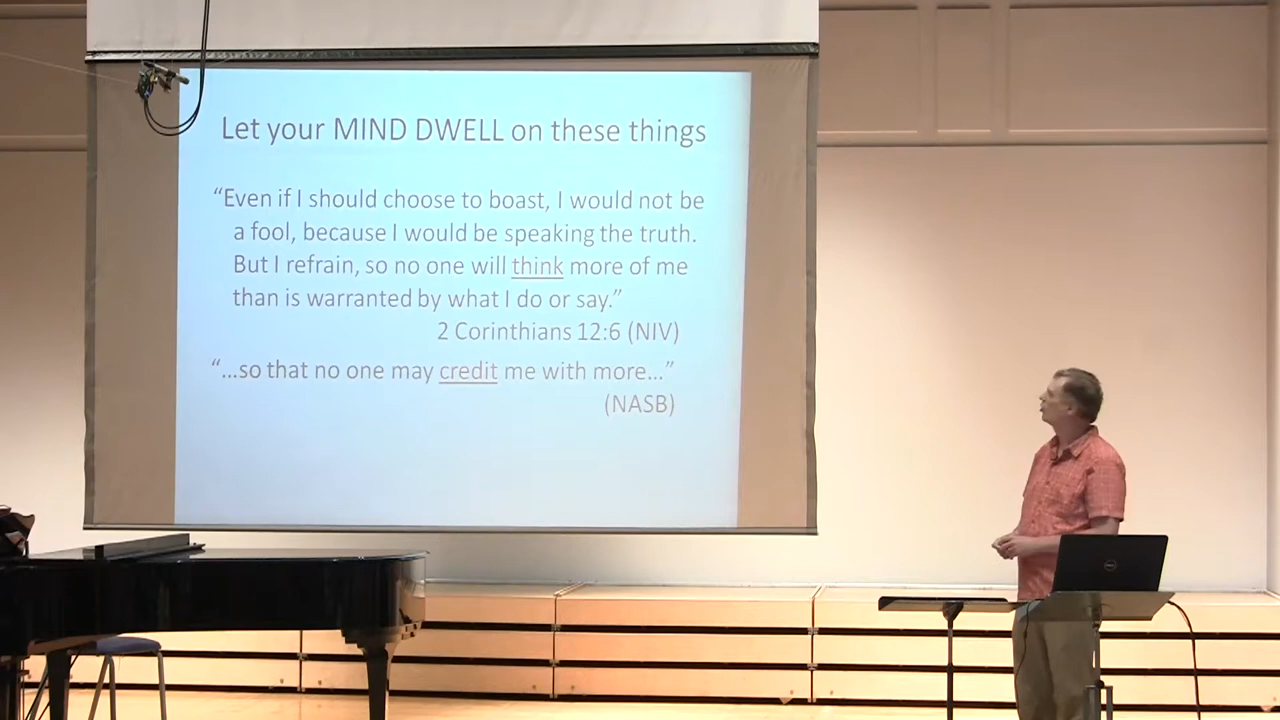 Let your MIND DWELL on these things
“Even if I should choose to boast, I would not be
a fool, because I would be speaking the truth.
But I refrain, so no one will think more of me
than is warranted by what I do or say.”
2 Corinthians 12:6 (NIV)
“...so that no one may credit me with more...”
(NASB)
DELL